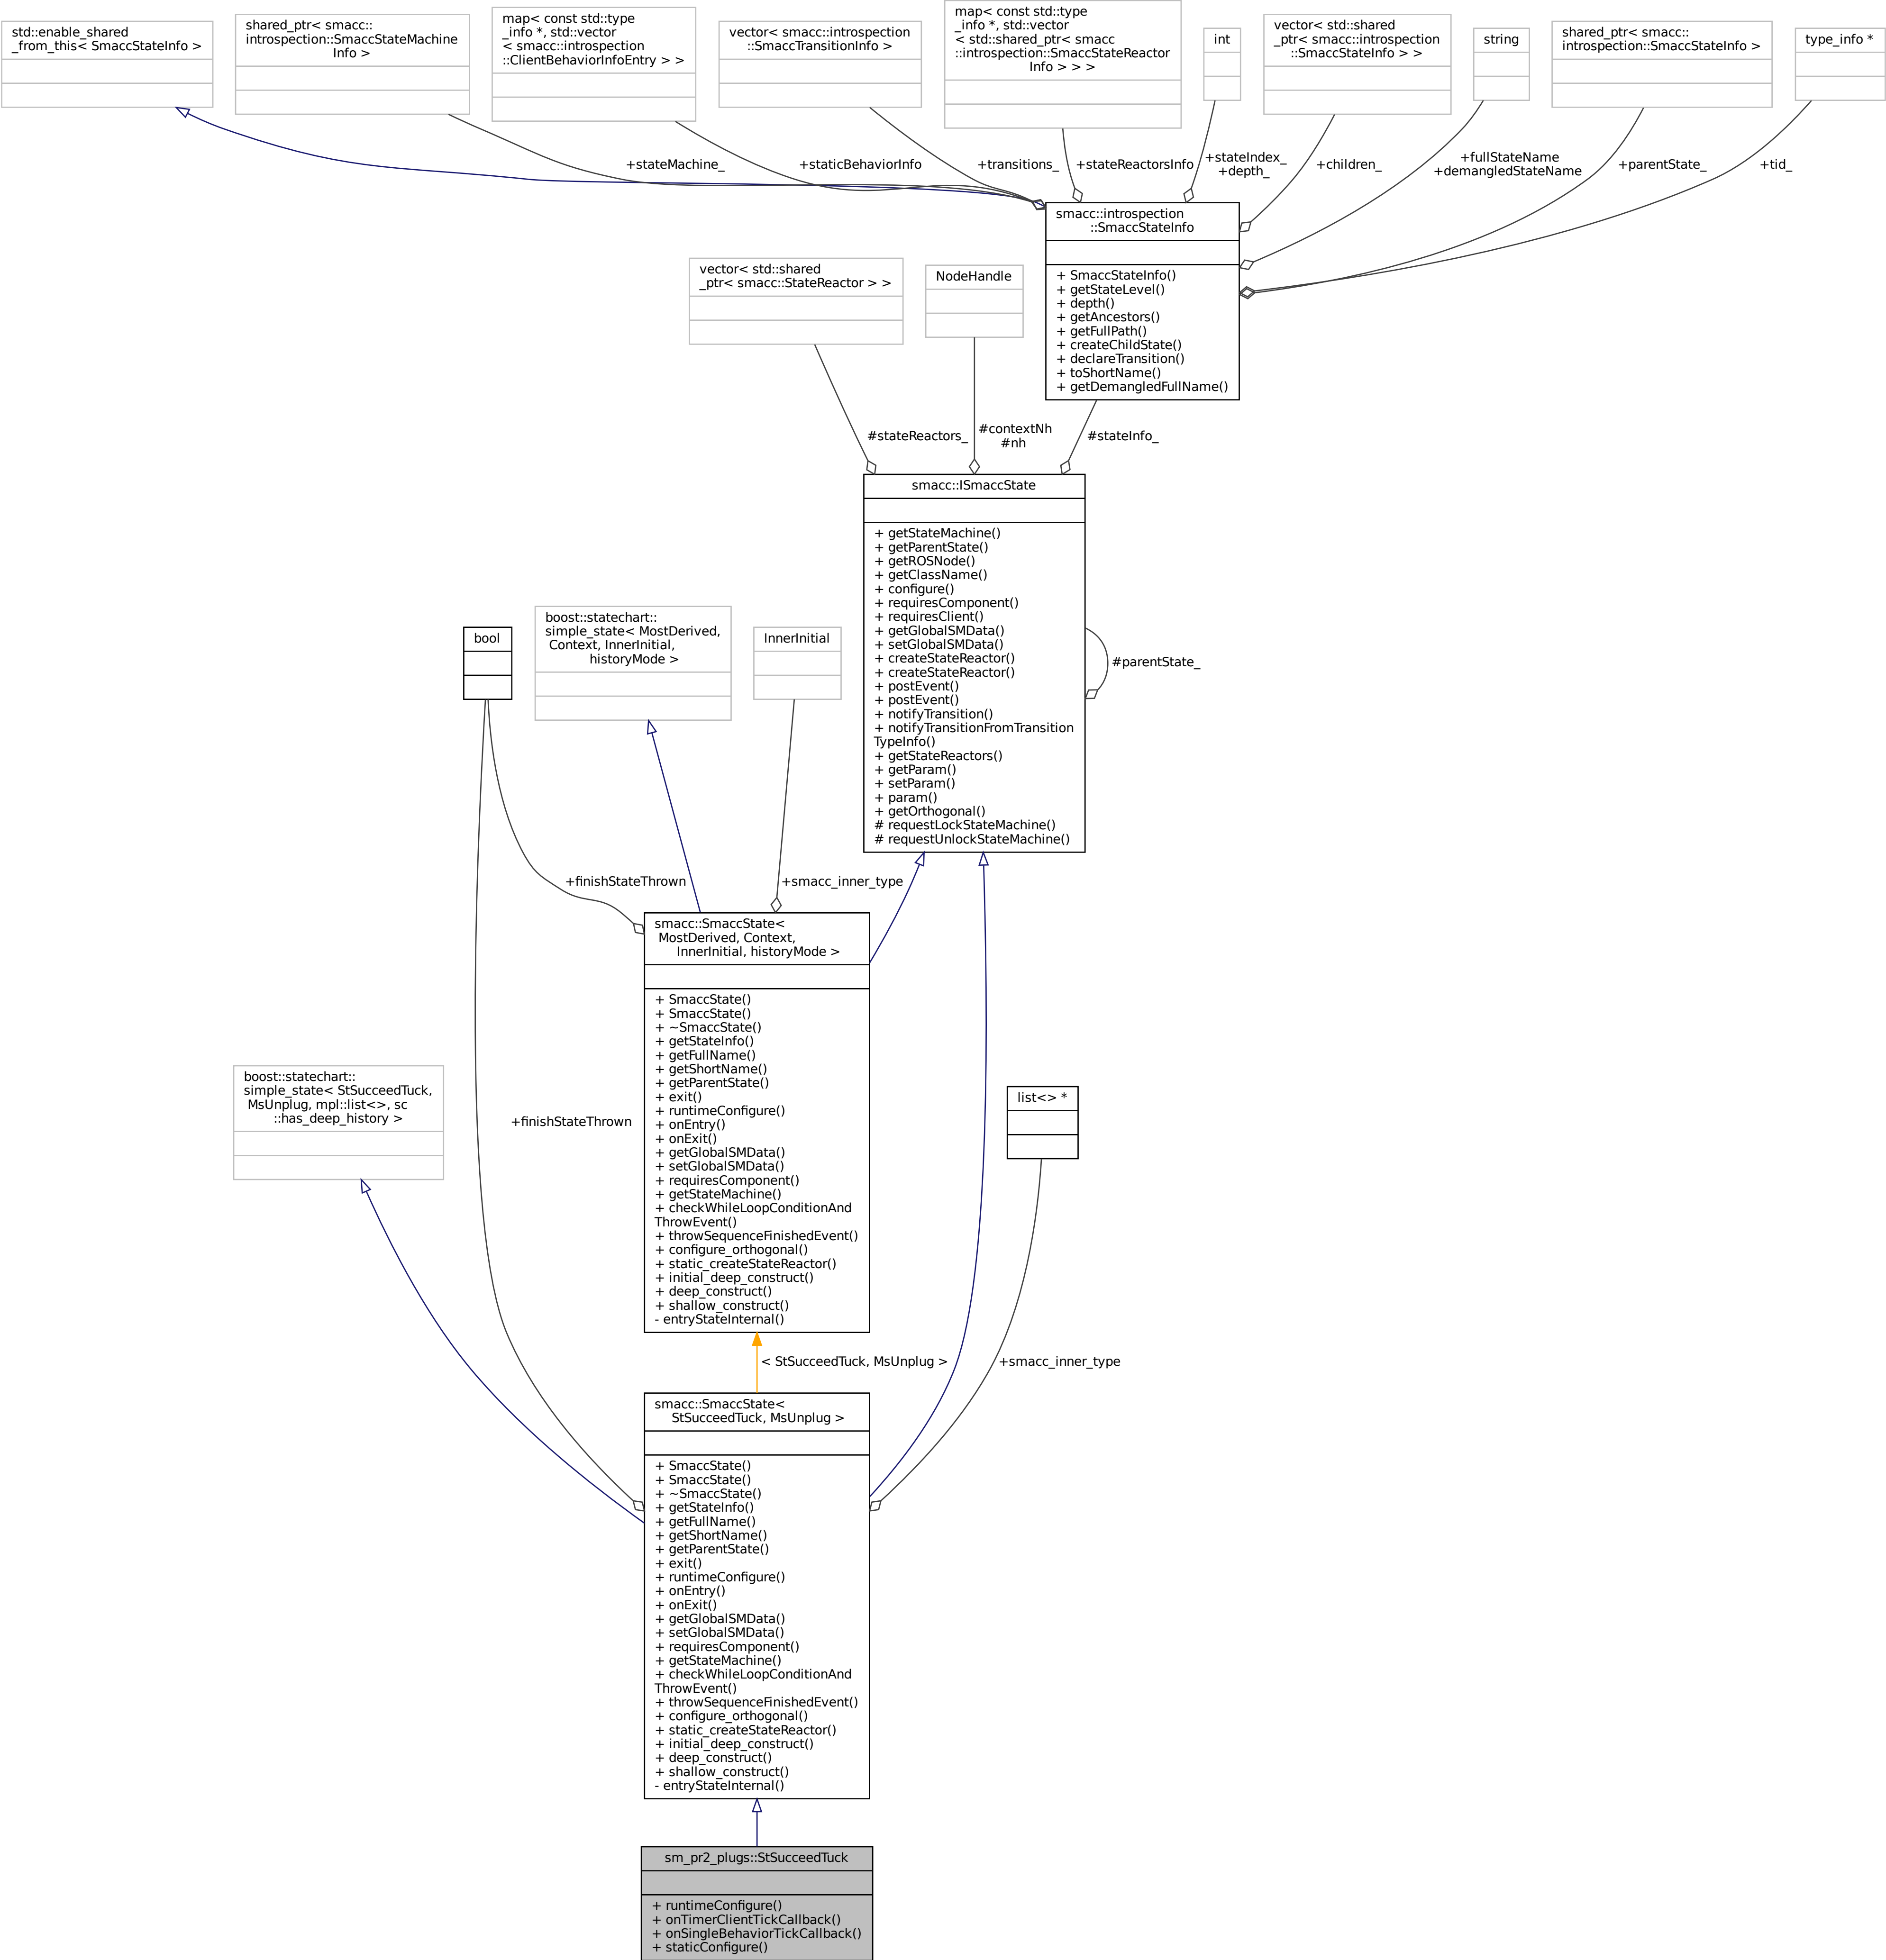 std::enable_shared
_from_this< SmaccStateInfo >
shared_ptr< smacc::
introspection::SmaccStateMachine
Info >
map< const std::type
_info *, std::vector
< smacc::introspection
::ClientBehaviorInfoEntry > >
vector< smacc::introspection
::SmaccTransitionInfo >
map< const std::type
_info *, std::vector
< std::shared_ptr< smacc
::introspection::SmaccStateReactor
Info > > >
int
vector< std::shared
_ptr< smacc::introspection
::SmaccStateInfo > >
string
shared_ptr< smacc::
introspection::SmaccStateInfo >
type_info *
+stateMachine_
+staticBehaviorInfo
+transitions_
+stateReactorsInfo
+stateIndex_
+depth_
+children_
+fullStateName
+demangledStateName
+parentState_
+tid_
smacc::introspection
::SmaccStateInfo
+ SmaccStateInfo()
+ getStateLevel()
+ depth()
+ getAncestors()
+ getFullPath()
+ createChildState()
+ declareTransition()
+ toShortName()
+ getDemangledFullName()
vector< std::shared
_ptr< smacc::StateReactor > >
NodeHandle
#stateReactors_
#contextNh
#nh
#stateInfo_
smacc::ISmaccState
+ getStateMachine()
+ getParentState()
+ getROSNode()
+ getClassName()
+ configure()
+ requiresComponent()
+ requiresClient()
+ getGlobalSMData()
+ setGlobalSMData()
+ createStateReactor()
+ createStateReactor()
+ postEvent()
+ postEvent()
+ notifyTransition()
+ notifyTransitionFromTransition
TypeInfo()
+ getStateReactors()
+ getParam()
+ setParam()
+ param()
+ getOrthogonal()
# requestLockStateMachine()
# requestUnlockStateMachine()
#parentState_
bool
boost::statechart::
simple_state< MostDerived,
Context, InnerInitial,
historyMode >
InnerInitial
+finishStateThrown
+smacc_inner_type
smacc::SmaccState<
MostDerived, Context,
InnerInitial, historyMode >
+ SmaccState()
+ SmaccState()
+ ~SmaccState()
+ getStateInfo()
+ getFullName()
+ getShortName()
+ getParentState()
+ exit()
+ runtimeConfigure()
+ onEntry()
+ onExit()
+ getGlobalSMData()
+ setGlobalSMData()
+ requiresComponent()
+ getStateMachine()
+ checkWhileLoopConditionAnd
ThrowEvent()
+ throwSequenceFinishedEvent()
+ configure_orthogonal()
+ static_createStateReactor()
+ initial_deep_construct()
+ deep_construct()
+ shallow_construct()
- entryStateInternal()
boost::statechart::
simple_state< StSucceedTuck,
MsUnplug, mpl::list<>, sc
::has_deep_history >
+finishStateThrown
list<> *
< StSucceedTuck, MsUnplug >
+smacc_inner_type
smacc::SmaccState<
StSucceedTuck, MsUnplug >
+ SmaccState()
+ SmaccState()
+ ~SmaccState()
+ getStateInfo()
+ getFullName()
+ getShortName()
+ getParentState()
+ exit()
+ runtimeConfigure()
+ onEntry()
+ onExit()
+ getGlobalSMData()
+ setGlobalSMData()
+ requiresComponent()
+ getStateMachine()
+ checkWhileLoopConditionAnd
ThrowEvent()
+ throwSequenceFinishedEvent()
+ configure_orthogonal()
+ static_createStateReactor()
+ initial_deep_construct()
+ deep_construct()
+ shallow_construct()
- entryStateInternal()
sm_pr2_plugs::StSucceedTuck
+ runtimeConfigure()
+ onTimerClientTickCallback()
+ onSingleBehaviorTickCallback()
+ staticConfigure()